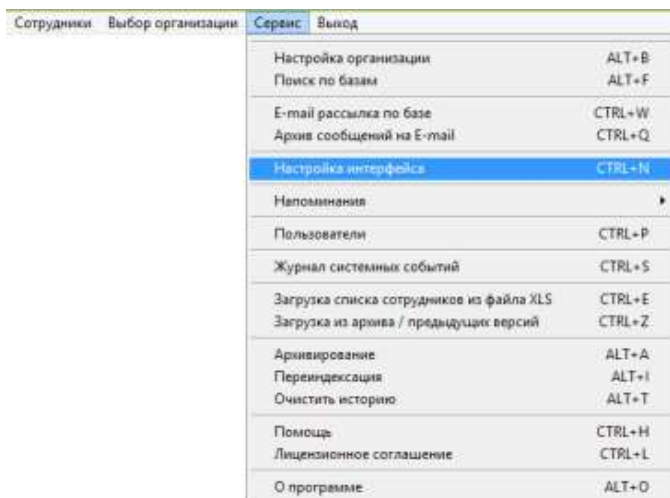 Сотрудники Выбор организации Сервис Выход
Настройка организации ALT+B
Поиск по базам ALT+F
E-mail рассылка по базе CTRL+W
Архив сообщений на E-mail CTRL+Q
Настройка интерфейса CTRL+N
Напоминания
Пользователи CTRL+P
Журнал системных событий CTRL+S
Загрузка списка сотрудников из файла XLS CTRL+E
Загрузка из архива / предыдущих версий CTRL+Z
Архивирование ALT+A
Переиндексация ALT+I
Очистить историю ALT+T
Помощь CTRL+H
Лицензионное соглашение CTRL+L
О программе ALT+O